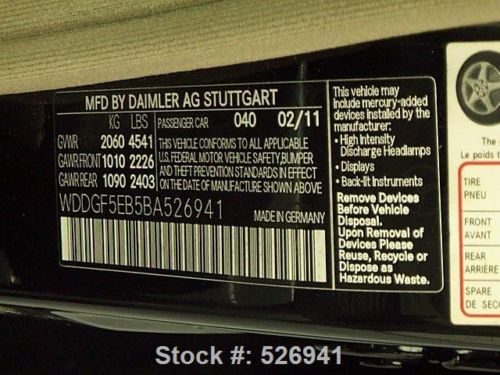 MFD BY DAIMLER AG STUTTGART
KG LBS PASSENGER CAR 040 02/11
GVWR 2060 4541
GAWR FRONT 1010 2226
GAWR REAR 1090 2403
THIS VEHICLE CONFORMS TO ALL APPLICABLE
U.S. FEDERAL MOTOR VEHICLE SAFETY, BUMPER
AND THEFT PREVENTION STANDARDS IN EFFECT
ON THE DATE OF MANUFACTURE SHOWN ABOVE
WDDGF5EB5BA526941
MADE IN GERMANY
This vehicle may
include mercury-added
devices installed by the
manufacturer:
• High Intensity
Discharge Headlamps
• Displays
• Back-lit Instruments
Remove Devices
Before Vehicle
Disposal.
Upon Removal of
Devices Please
Reuse, Recycle or
Dispose as
Hazardous Waste.
The c
Le poids
TIRE
PNEU
FRONT
AVANT
REAR
ARRIÈRE
SPARE
DE
Stock #: 526941